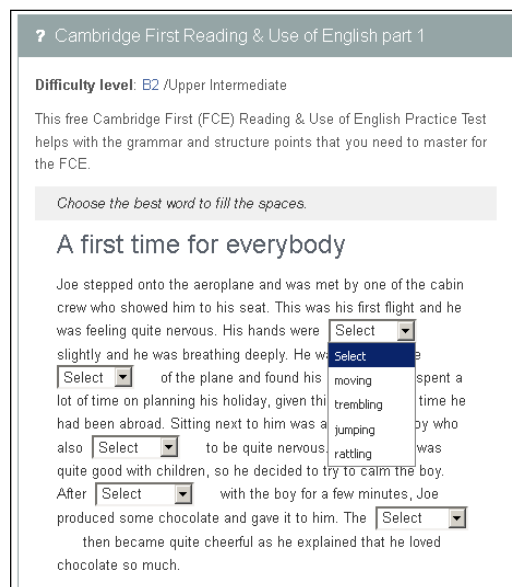 ? Cambridge First Reading & Use of English part 1
Difficulty level: B2 /Upper Intermediate
This free Cambridge First (FCE) Reading & Use of English Practice Test
helps with the grammar and structure points that you need to master for
the FCE.
Choose the best word to fill the spaces.
A first time for everybody
Joe stepped onto the aeroplane and was met by one of the cabin
crew who showed him to his seat. This was his first flight and he
was feeling quite nervous. His hands were Select
slightly and he was breathing deeply. He
Select
moving
trembling
jumping
rattling
Select of the plane and found his spent a
lot of time on planning his holiday, given time he
had been abroad. Sitting next to him was who
also Select to be quite nervous. was
quite good with children, so he decided to try to calm the boy.
After Select with the boy for a few minutes, Joe
produced some chocolate and gave it to him. The Select
then became quite cheerful as he explained that he loved
chocolate so much.